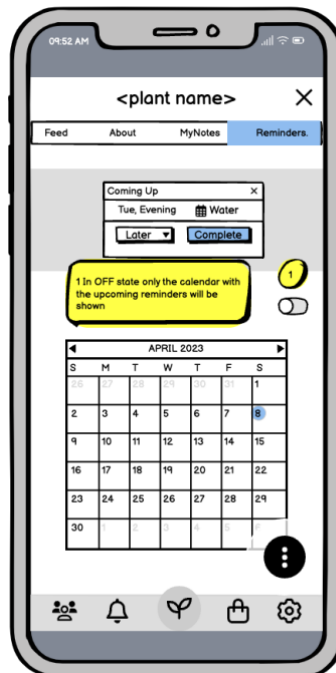 09:52 AM
<plant name>
Feed About MyNotes Reminders.
Coming Up
Tue, Evening Water
Later Complete
1 In OFF state only the calendar with
the upcoming reminders will be
shown
1
APRIL 2023
S M T W T F S
26 27 28 29 30 31 1
2 3 4 5 6 7 8
9 10 11 12 13 14 15
16 17 18 19 20 21 22
23 24 25 26 27 28 29
30 1 2 3 4 5 6